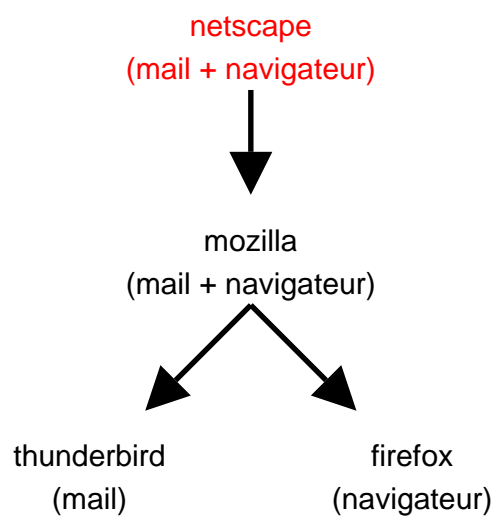 netscape
(mail + navigateur)
mozilla
(mail + navigateur)
thunderbird
(mail)
firefox
(navigateur)